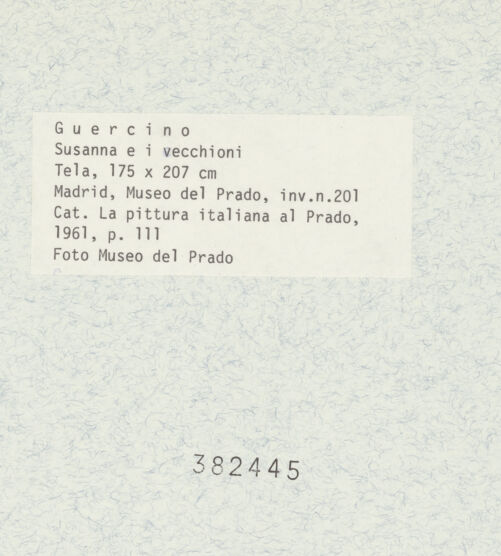 G u e r c i n o
Susanna e i vecchioni
Tela, 175 x 207 cm
Madrid, Museo del Prado, inv.n.201
Cat. La pittura italiana al Prado,
1961, p. 111
Foto Museo del Prado
382445